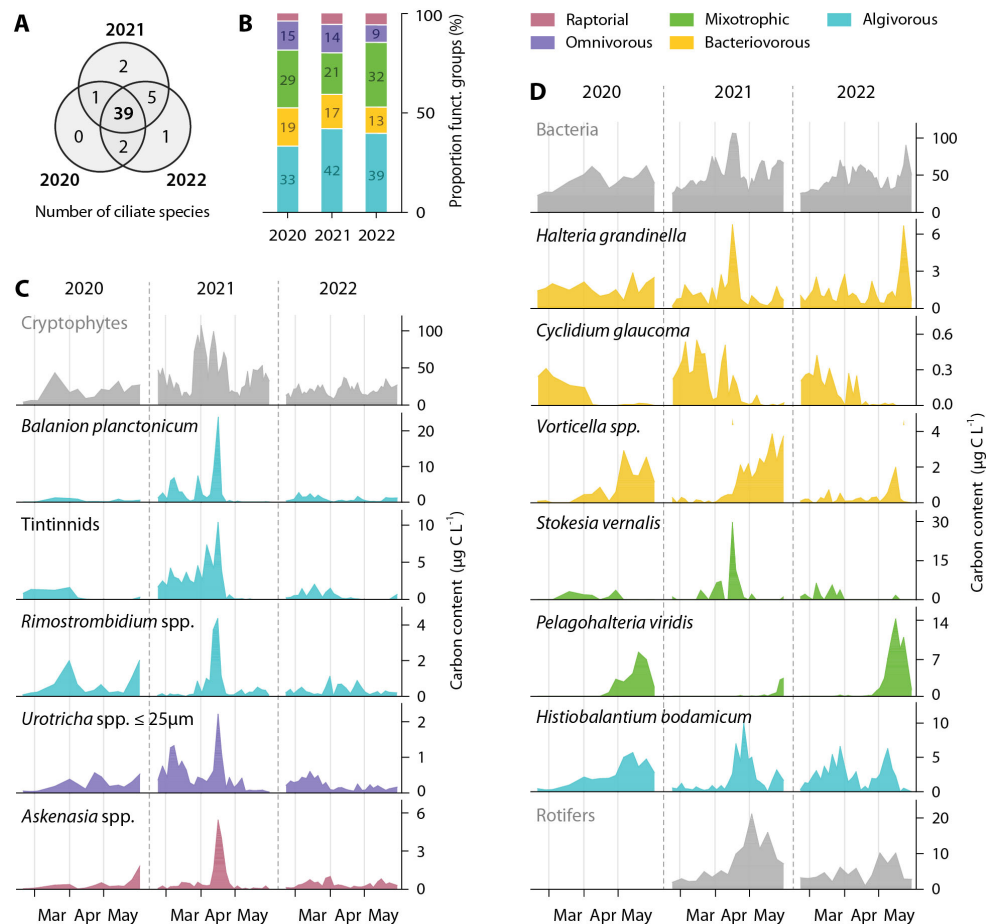 A
2021
2
1
5
39
0
2
1
2020
2022
Number of ciliate species
B
100
50
0
Proportion funct. groups (%)
15
29
19
33
14
21
17
42
9
32
13
39
2020 2021 2022
Raptorial
Mixotrophic
Algivorous
Omnivorous
Bacteriovorous
C
2020
2021
2022
Cryptophytes
100
50
0
Balanion planctonicum
20
10
0
Tintinnids
10
5
0
Rimostrombidium spp.
4
2
0
Urotricha spp. ≤ 25μm
2
1
0
Askenasia spp.
6
3
0
Carbon content (μg C L⁻¹)
Mar Apr May
Mar Apr May
Mar Apr May
D
2020
2021
2022
Bacteria
100
50
0
Halteria grandinella
6
3
0
Cyclidium glaucoma
0.6
0.3
0.0
Vorticella spp.
4
2
0
Stokesia vernalis
30
15
0
Pelagohalteria viridis
14
7
0
Histiobalantium bodamicum
10
5
0
Rotifers
20
10
0
Carbon content (μg C L⁻¹)
Mar Apr May
Mar Apr May
Mar Apr May